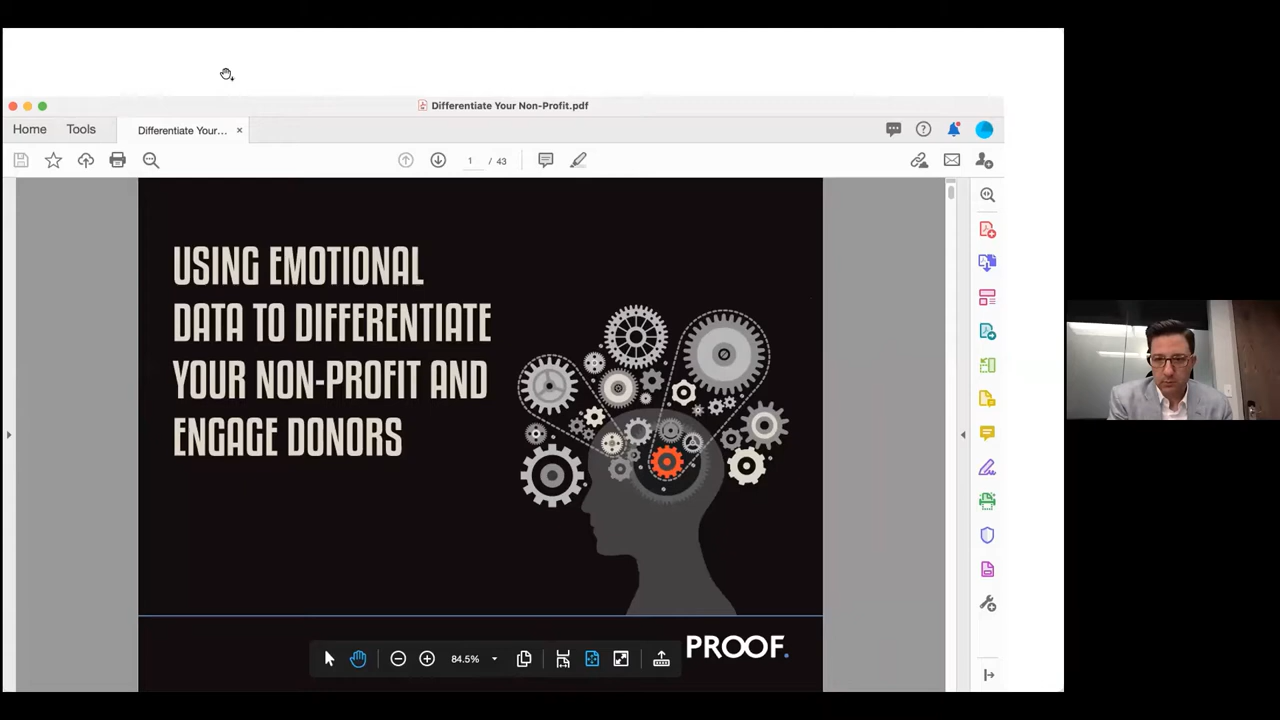 Differentiate Your Non-Profit.pdf
Home Tools Differentiate Your... ×
1 / 43
USING EMOTIONAL
DATA TO DIFFERENTIATE
YOUR NON-PROFIT AND
ENGAGE DONORS
84.5%
PROOF.